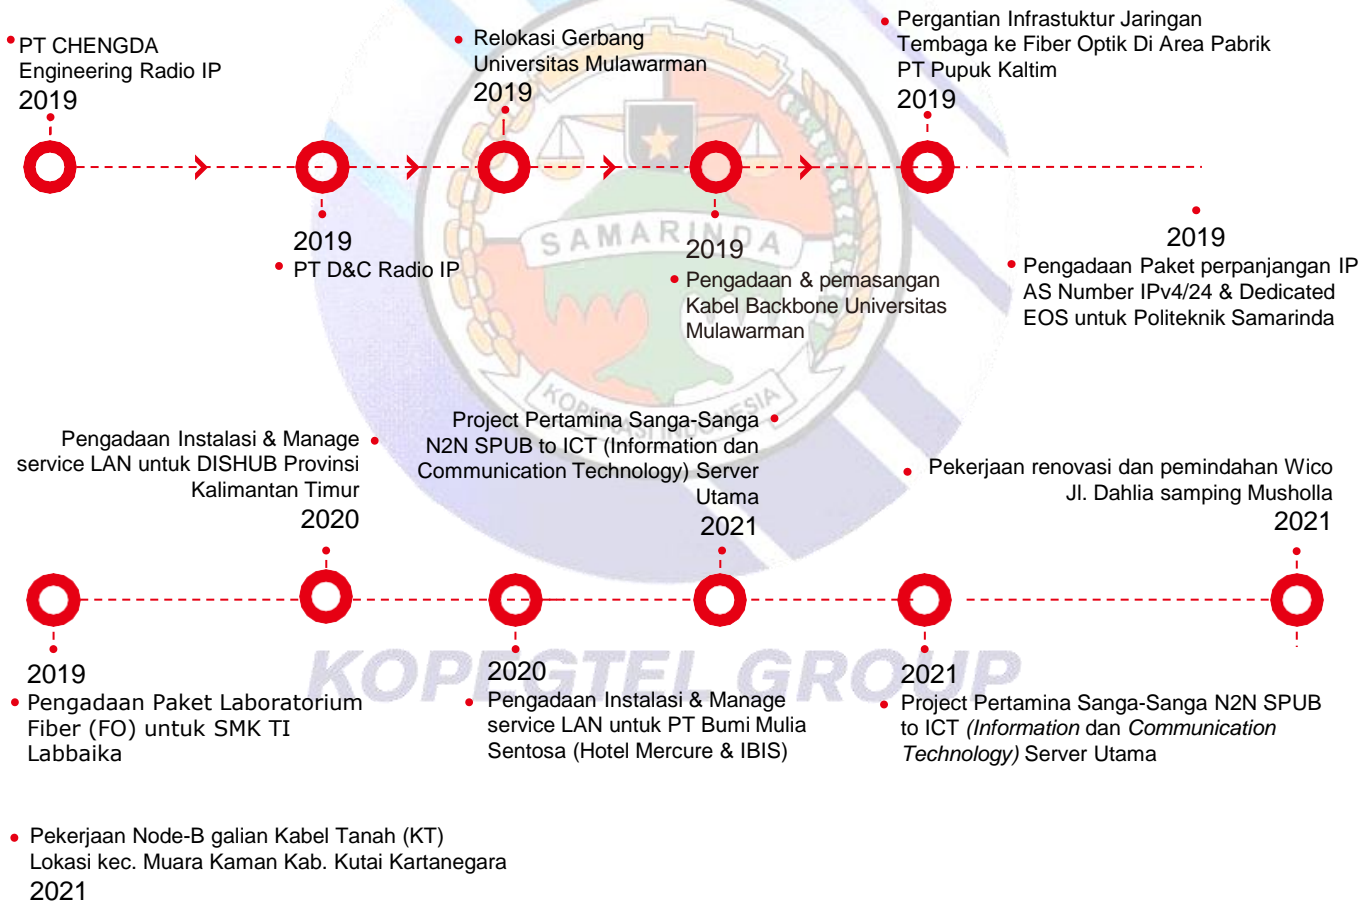 PT CHENGDA
Engineering Radio IP
2019
Relokasi Gerbang
Universitas Mulawarman
2019
Pergantian Infrastuktur Jaringan
Tembaga ke Fiber Optik Di Area Pabrik
PT Pupuk Kaltim
2019
2019
PT D&C Radio IP
2019
Pengadaan & pemasangan
Kabel Backbone Universitas
Mulawarman
2019
Pengadaan Paket perpanjangan IP
AS Number IPv4/24 & Dedicated
EOS untuk Politeknik Samarinda
SAMARINDA
KOPERASI INDONESIA
Pengadaan Instalasi & Manage
service LAN untuk DISHUB Provinsi
Kalimantan Timur
2020
Project Pertamina Sanga-Sanga
N2N SPUB to ICT (Information dan
Communication Technology) Server
Utama
2021
Pekerjaan renovasi dan pemindahan Wico
Jl. Dahlia samping Musholla
2021
KOPEGTEL GROUP
2019
Pengadaan Paket Laboratorium
Fiber (FO) untuk SMK TI
Labbaika
2020
Pengadaan Instalasi & Manage
service LAN untuk PT Bumi Mulia
Sentosa (Hotel Mercure & IBIS)
2021
Project Pertamina Sanga-Sanga N2N SPUB
to ICT (Information dan Communication
Technology) Server Utama
Pekerjaan Node-B galian Kabel Tanah (KT)
Lokasi kec. Muara Kaman Kab. Kutai Kartanegara
2021